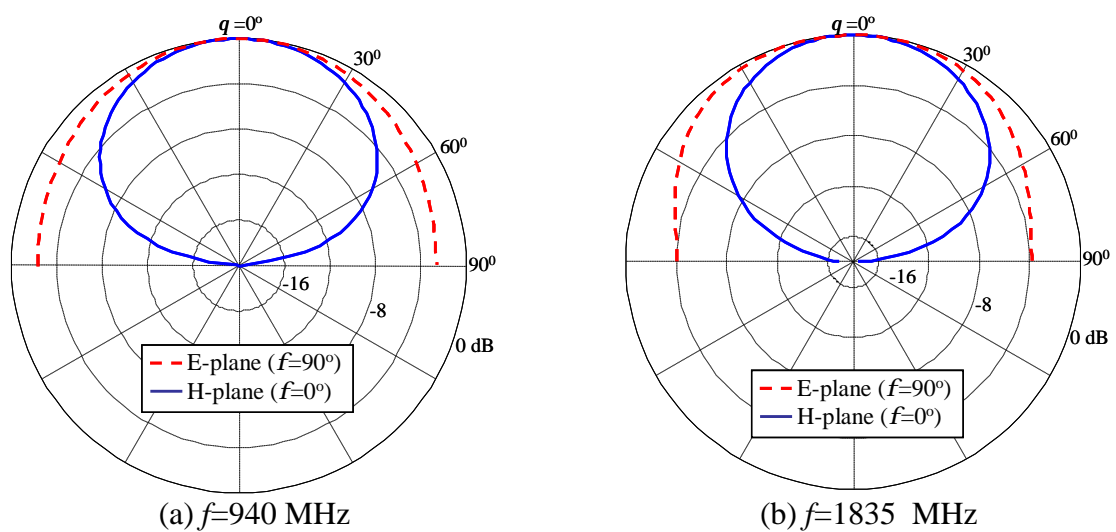 q =0º
30⁰
60⁰
90⁰
-16
-8
0 dB
E-plane (f=90º)
H-plane (f=0º)
(a) f=940 MHz
q =0º
30⁰
60⁰
90⁰
-16
-8
0 dB
E-plane (f=90º)
H-plane (f=0º)
(b) f=1835 MHz